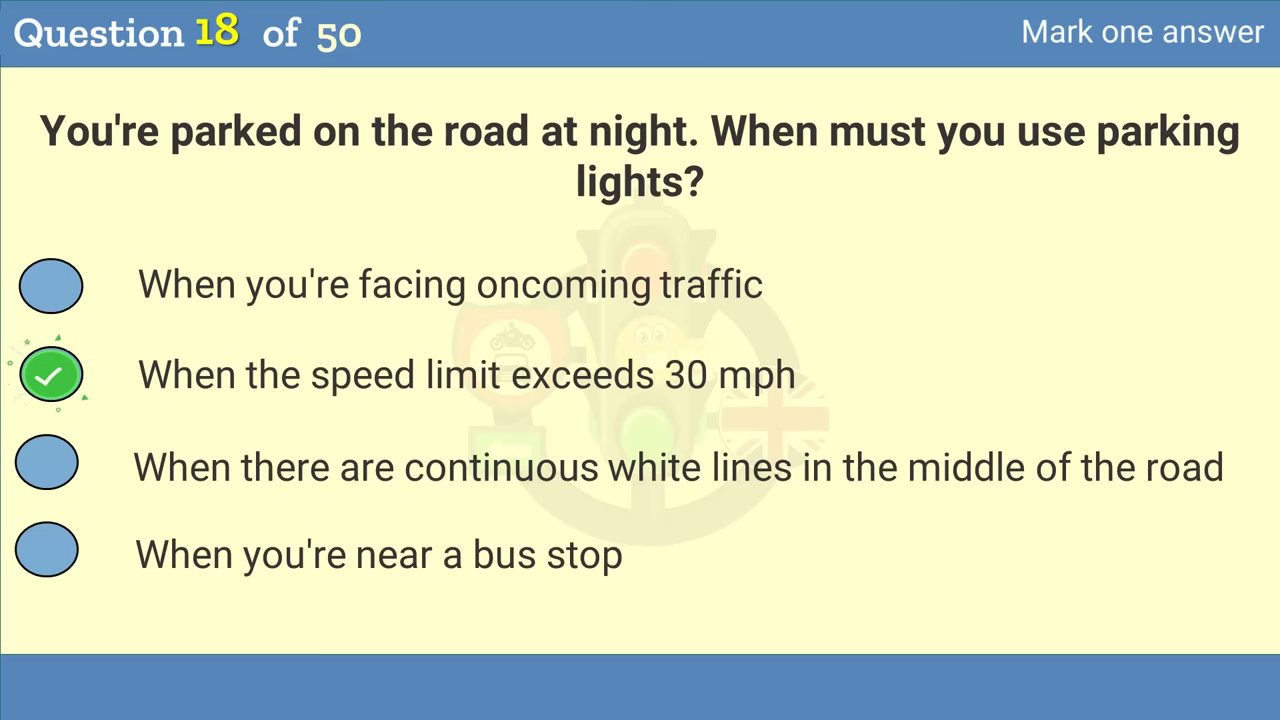 Question 18 of 50
Mark one answer
You're parked on the road at night. When must you use parking
lights?
When you're facing oncoming traffic
When the speed limit exceeds 30 mph
When there are continuous white lines in the middle of the road
When you're near a bus stop